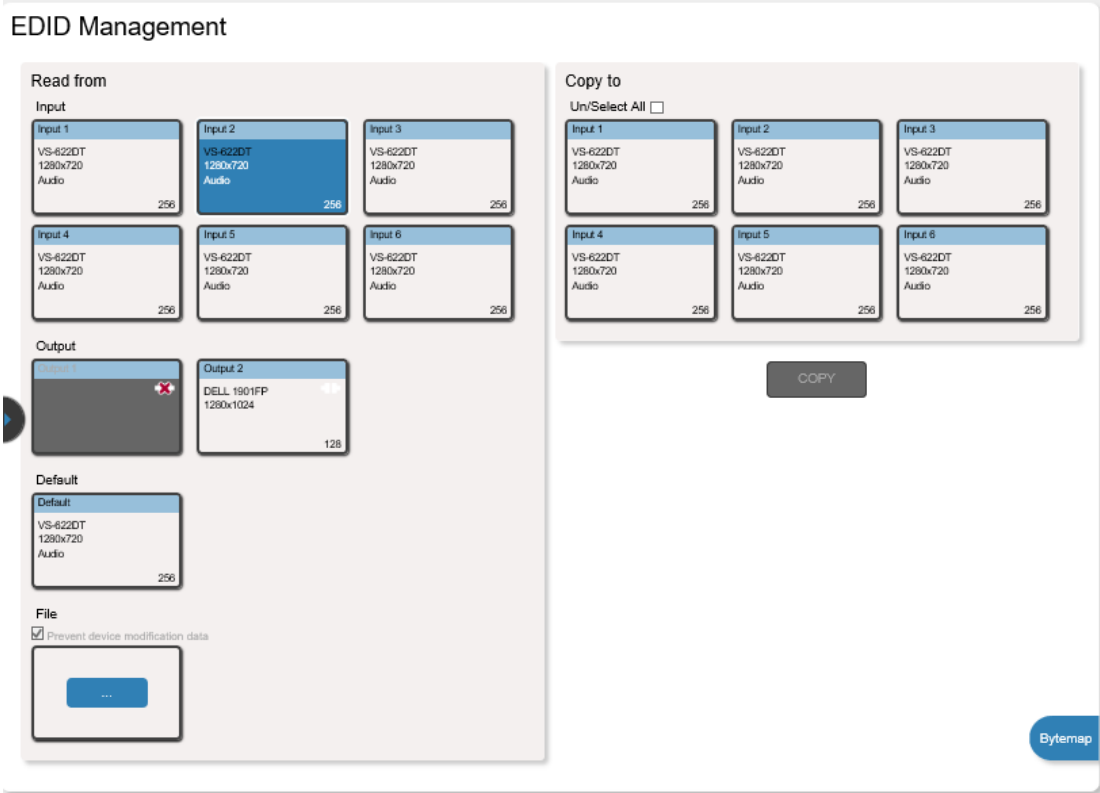 EDID Management
Read from
Input
Input 1
VS-622DT
1280x720
Audio
256
Input 2
VS-622DT
1280x720
Audio
256
Input 3
VS-622DT
1280x720
Audio
256
Input 4
VS-622DT
1280x720
Audio
256
Input 5
VS-622DT
1280x720
Audio
256
Input 6
VS-622DT
1280x720
Audio
256
Output
Output 1
Output 2
DELL 1901FP
1280x1024
128
Default
Default
VS-622DT
1280x720
Audio
256
File
Prevent device modification data
...
Copy to
Un/Select All
Input 1
VS-622DT
1280x720
Audio
256
Input 2
VS-622DT
1280x720
Audio
256
Input 3
VS-622DT
1280x720
Audio
256
Input 4
VS-622DT
1280x720
Audio
256
Input 5
VS-622DT
1280x720
Audio
256
Input 6
VS-622DT
1280x720
Audio
256
COPY
Bytemap